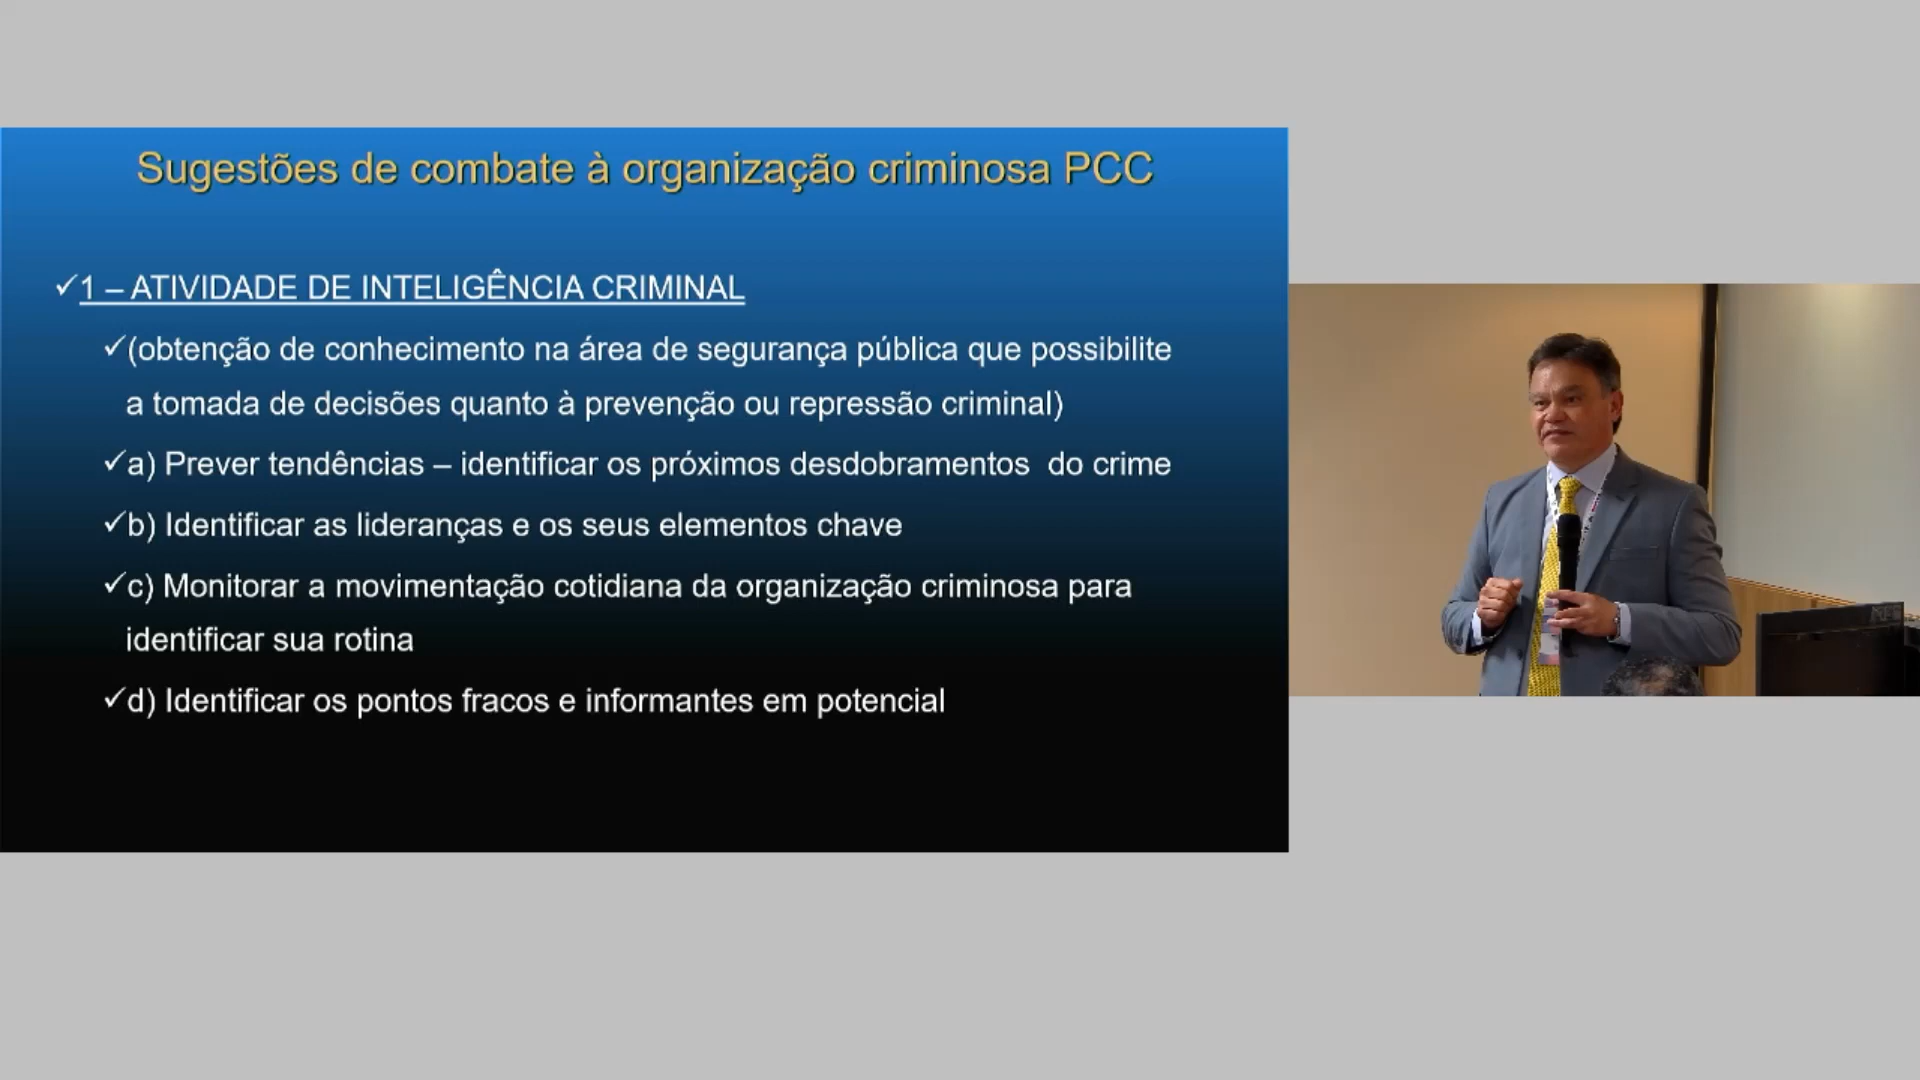 Sugestões de combate à organização criminosa PCC
✓1 – ATIVIDADE DE INTELIGÊNCIA CRIMINAL
✓(obtenção de conhecimento na área de segurança pública que possibilite
a tomada de decisões quanto à prevenção ou repressão criminal)
✓a) Prever tendências – identificar os próximos desdobramentos do crime
✓b) Identificar as lideranças e os seus elementos chave
✓c) Monitorar a movimentação cotidiana da organização criminosa para
identificar sua rotina
✓d) Identificar os pontos fracos e informantes em potencial